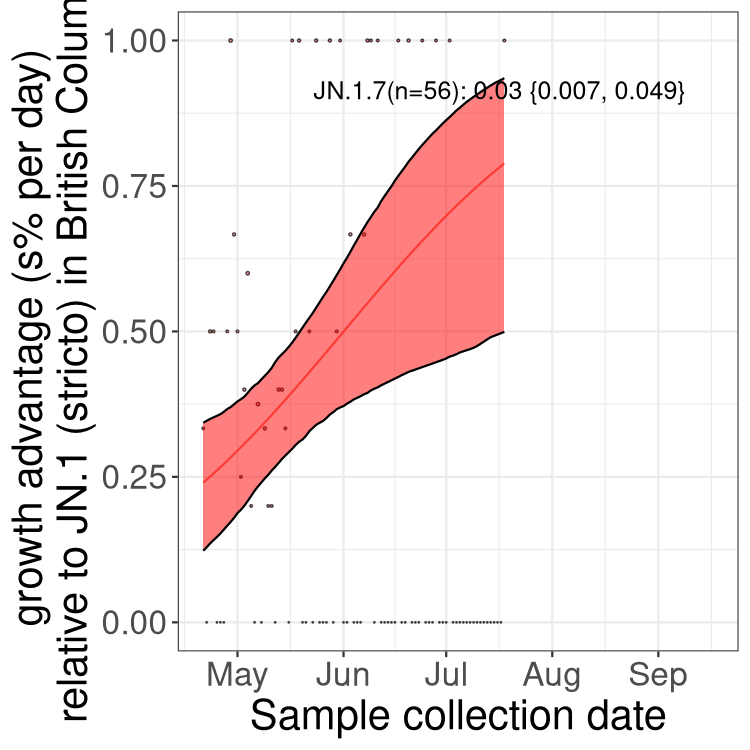 growth advantage (s% per day)
relative to JN.1 (stricto) in British Colum
1.00
0.75
0.50
0.25
0.00
JN.1.7(n=56): 0.03 {0.007, 0.049}
May Jun Jul Aug Sep
Sample collection date